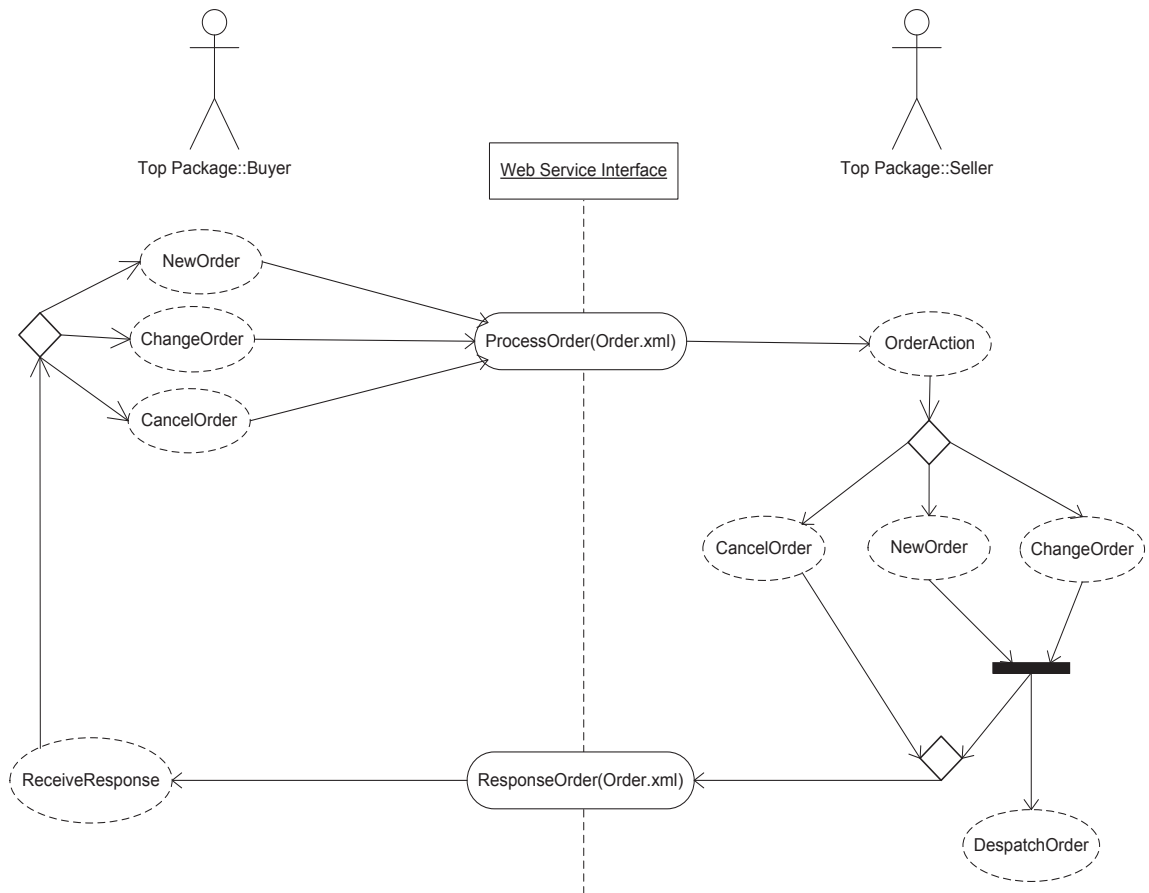 Top Package::Buyer
Web Service Interface
Top Package::Seller
NewOrder
ChangeOrder
ProcessOrder(Order.xml)
OrderAction
CancelOrder
CancelOrder
NewOrder
ChangeOrder
ReceiveResponse
ResponseOrder(Order.xml)
DespatchOrder